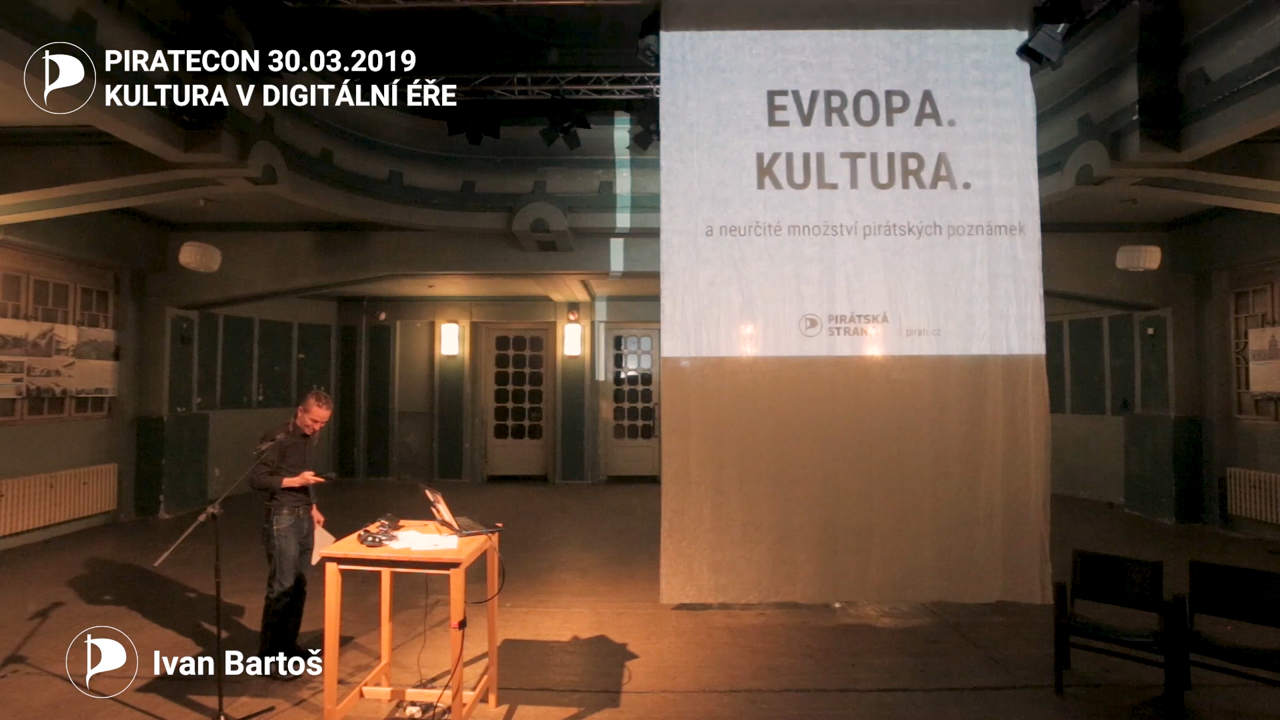 PIRATECON 30.03.2019
KULTURA V DIGITÁLNÍ ÉŘE
EVROPA.
KULTURA.
a neurčité množství pirátských poznámek
PIRÁTSKÁ
STRANA
pirati.cz
Ivan Bartoš